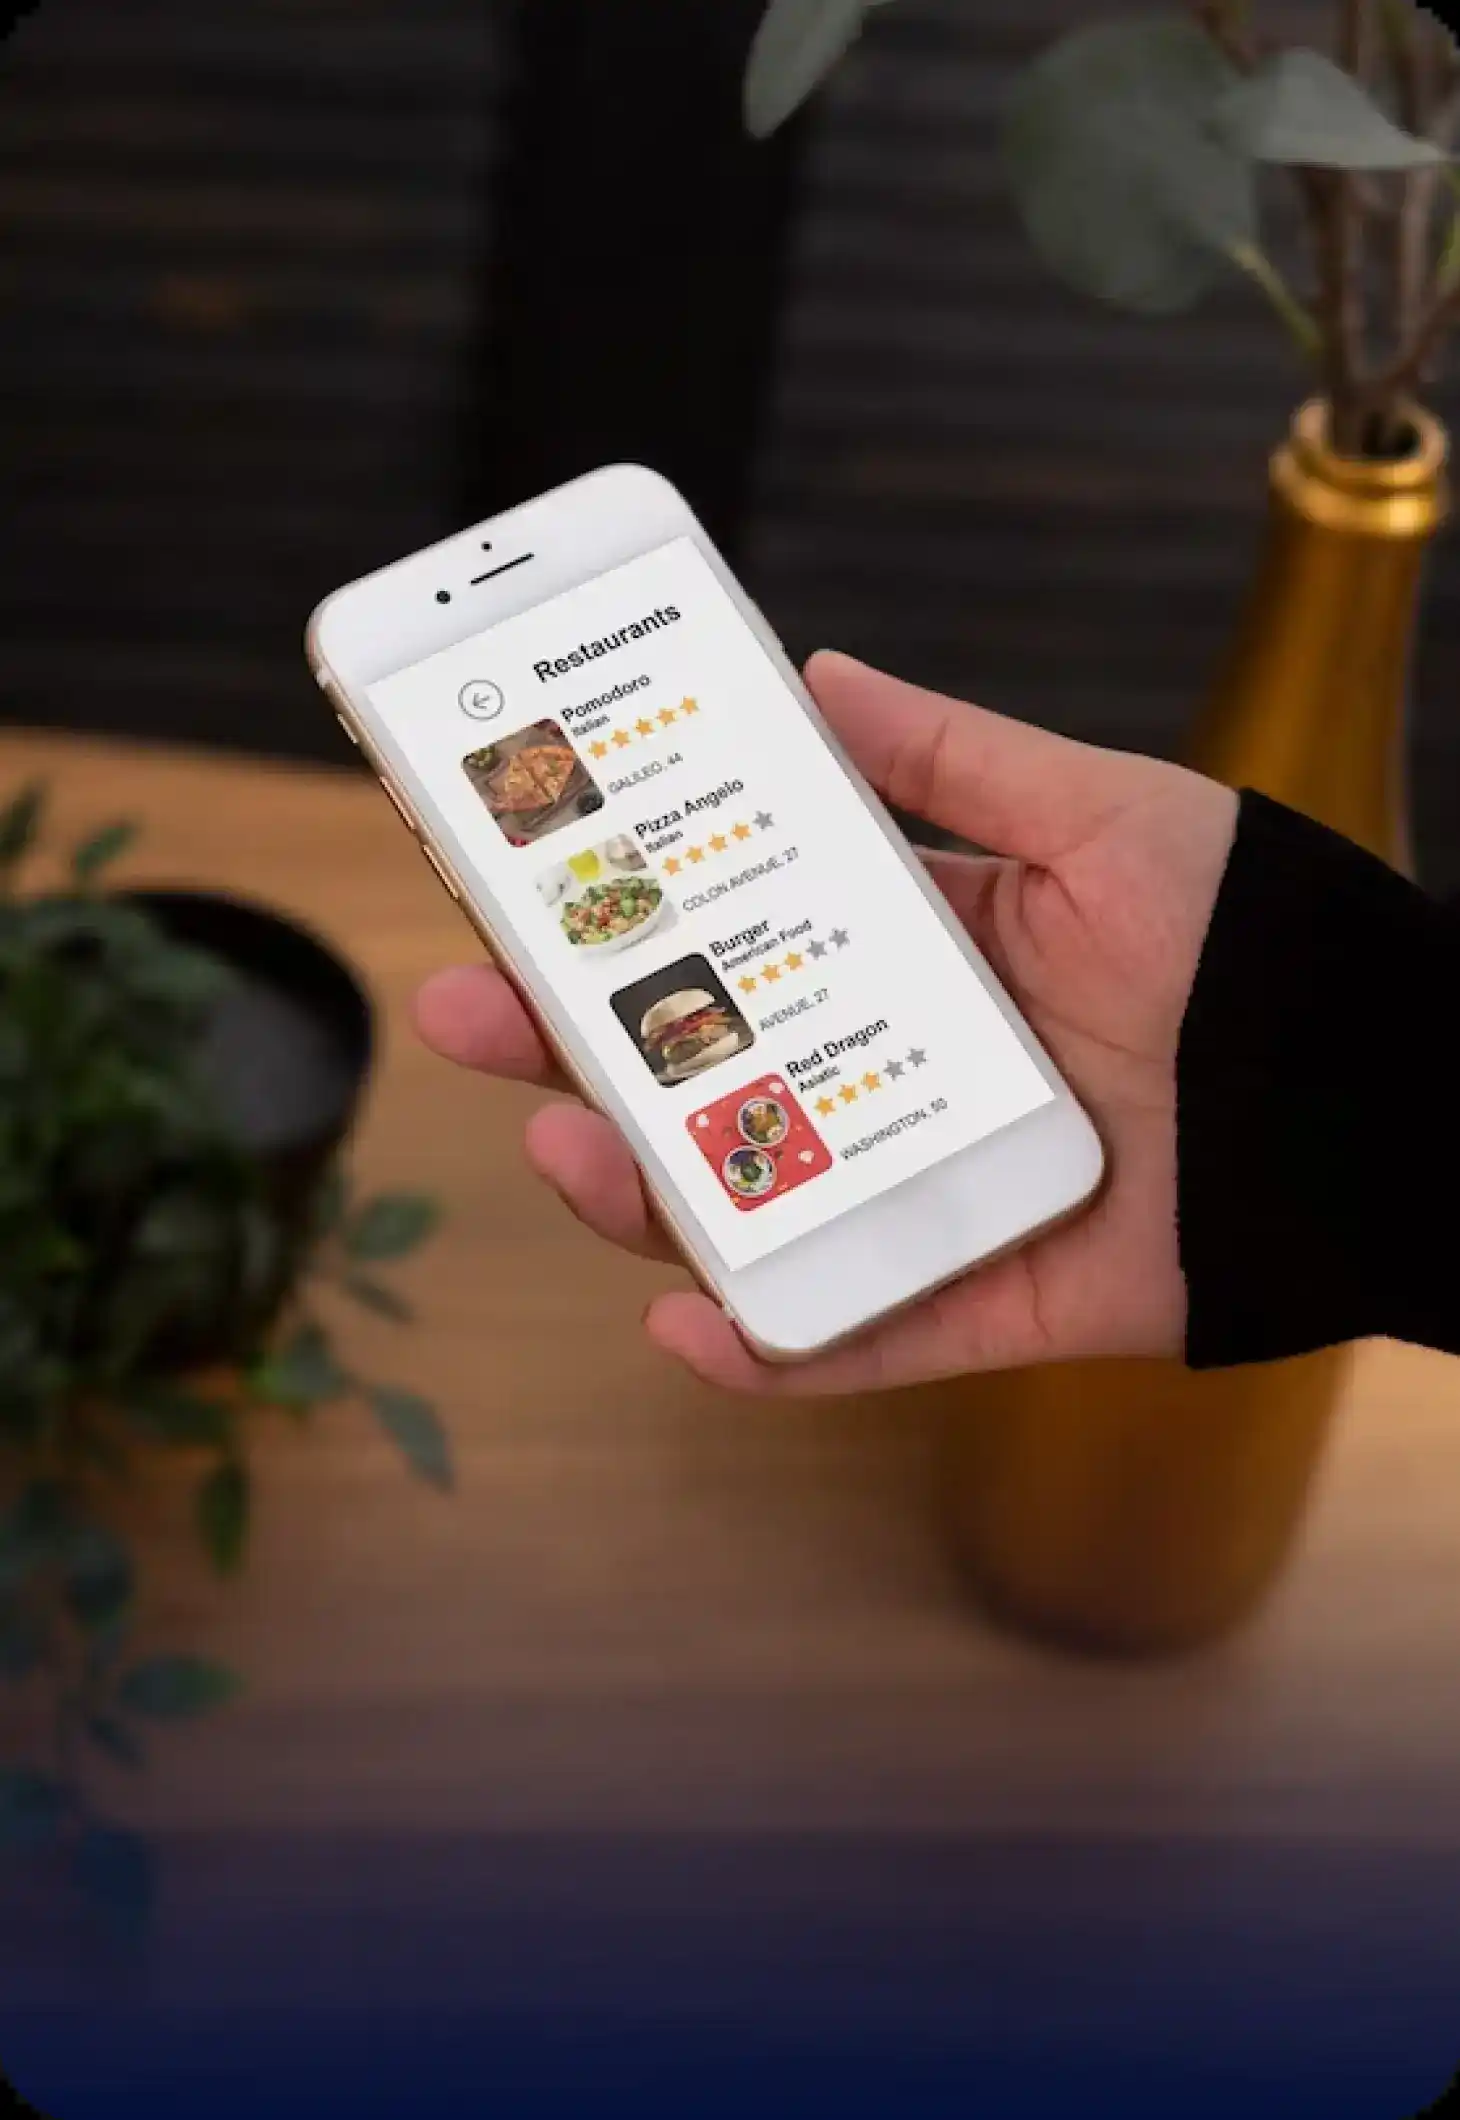 Restaurants
Pomodoro
Italian
GALILEO, 44
Pizza Angelo
Italian
COLON AVENUE, 27
Burger
American Food
AVENUE, 27
Red Dragon
Asiatic
WASHINGTON, 50